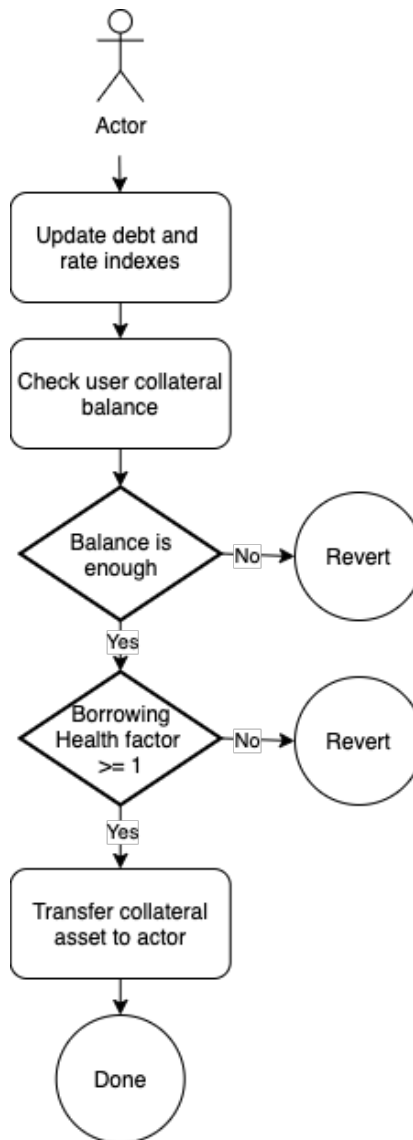 Actor
Update debt and
rate indexes
Check user collateral
balance
Balance is
enough
No
Revert
Yes
Borrowing
Health factor
>= 1
No
Revert
Yes
Transfer collateral
asset to actor
Done